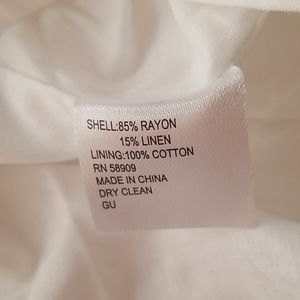 SHELL:85% RAYON
15% LINEN
LINING:100% COTTON
RN 58909
MADE IN CHINA
DRY CLEAN
GU